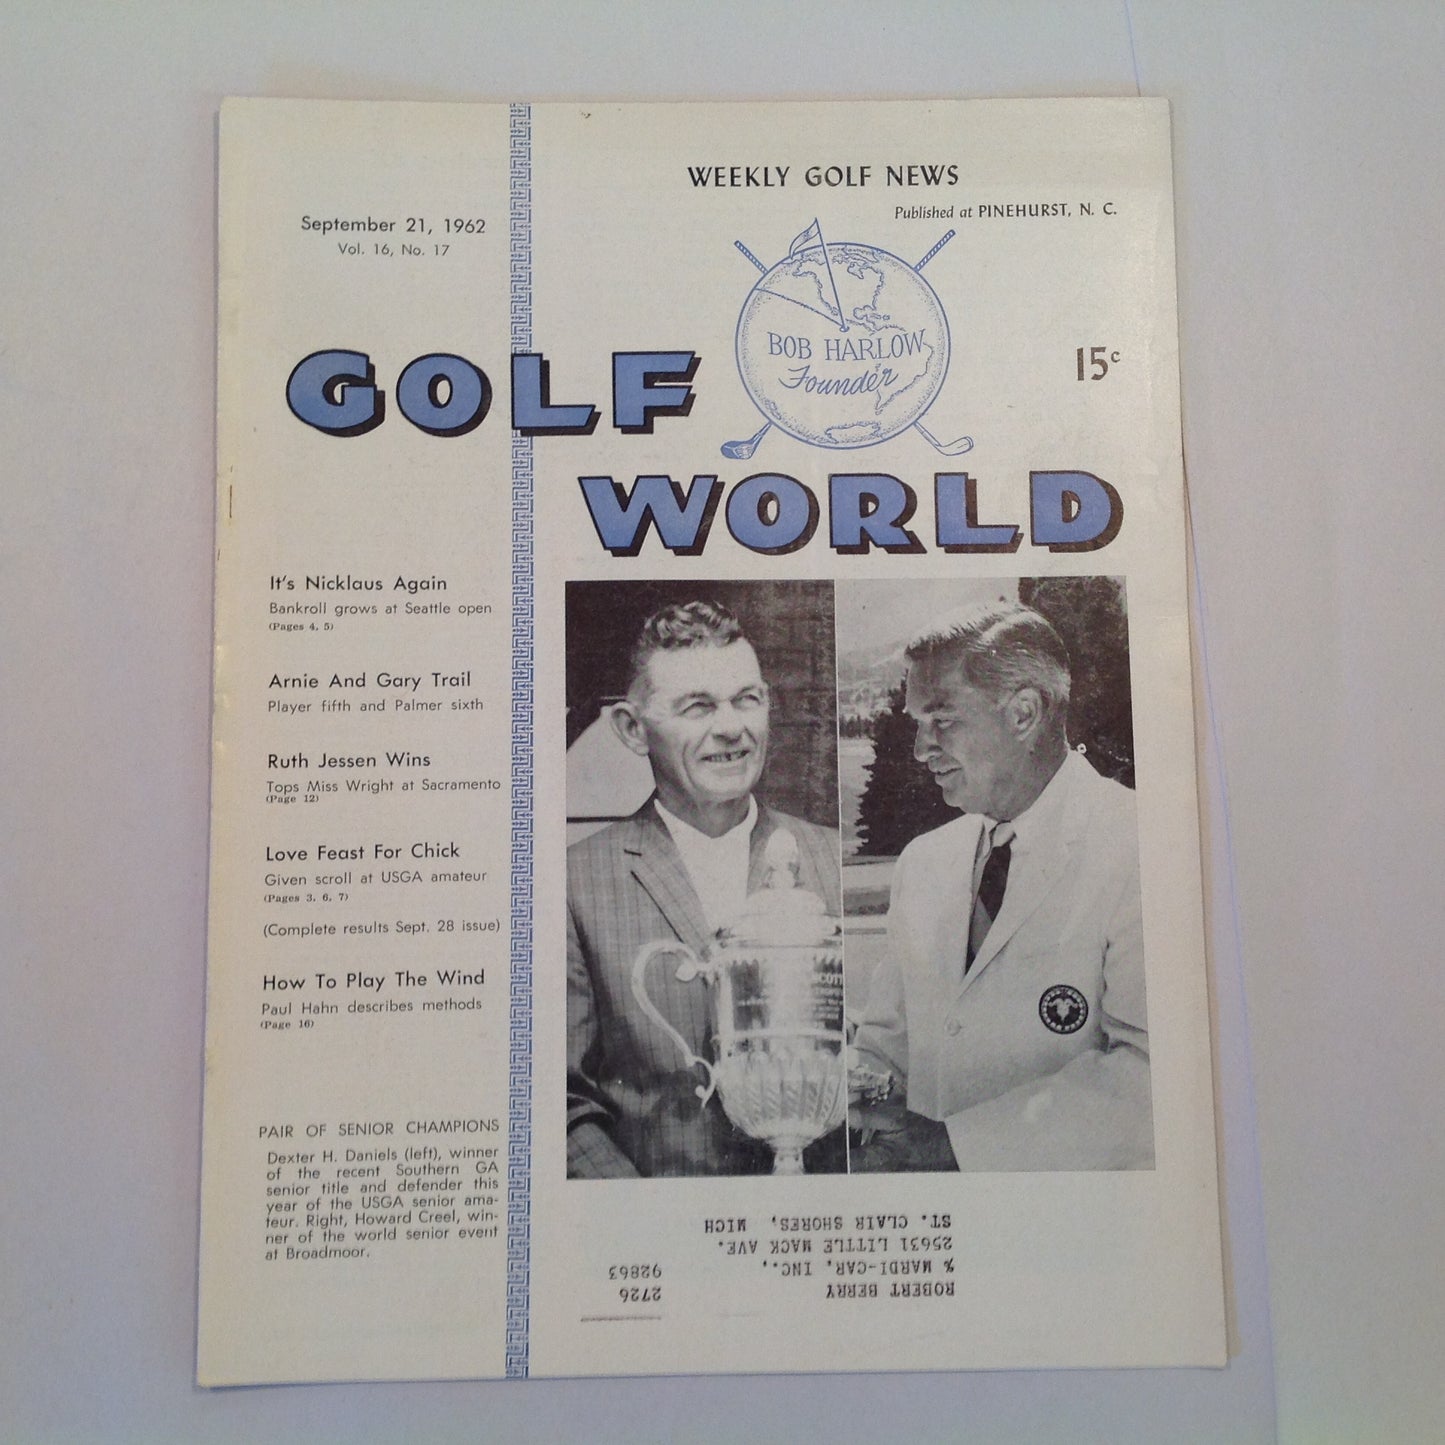 WEEKLY GOLF NEWS
Published at PINEHURST, N. C.
September 21, 1962
Vol. 16, No. 17
BOB HARLOW
Founder
15c
GOLF
WORLD
It's Nicklaus Again
Bankroll grows at Seattle open
(Pages 4, 5)
Arnie And Gary Trail
Player fifth and Palmer sixth
Ruth Jessen Wins
Tops Miss Wright at Sacramento
(Page 12)
Love Feast For Chick
Given scroll at USGA amateur
(Pages 3, 6, 7)
(Complete results Sept. 28 issue)
How To Play The Wind
Paul Hahn describes methods
(Page 16)
PAIR OF SENIOR CHAMPIONS
Dexter H. Daniels (left), winner
of the recent Southern GA
senior title and defender this
year of the USGA senior ama-
teur. Right, Howard Creel, win-
ner of the world senior event
at Broadmoor.
2726
92863
ROBERT BERRY
% MARDI-CAR, INC.,
25631 LITTLE MACK AVE.
ST. CLAIR SHORES, MICH